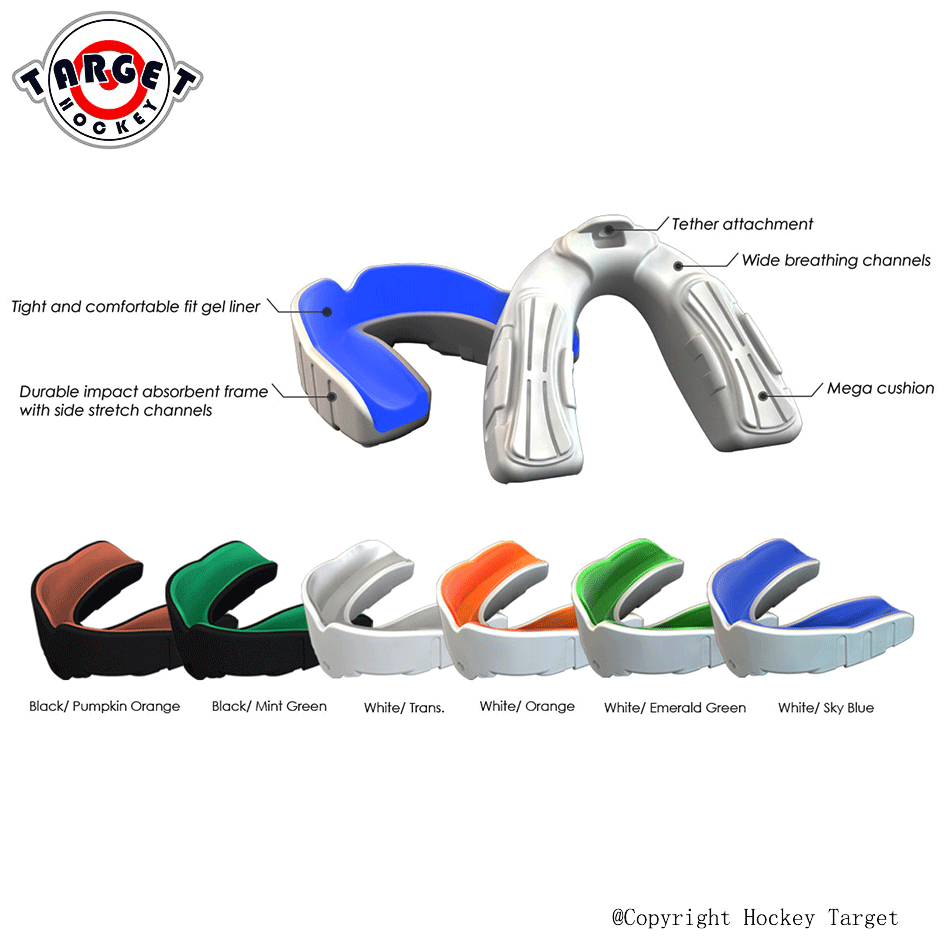 TARGET
HOCKEY
Tether attachment
Wide breathing channels
Tight and comfortable fit gel liner
Durable impact absorbent frame
with side stretch channels
Mega cushion
Black/ Pumpkin Orange
Black/ Mint Green
White/ Trans.
White/ Orange
White/ Emerald Green
White/ Sky Blue
@Copyright Hockey Target